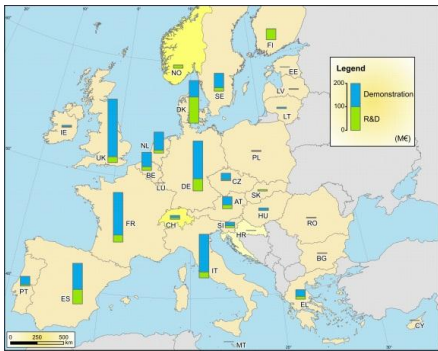 FI
NO
SE
EE
LV
LT
DK
IE
UK
NL
BE
LU
DE
PL
CZ
SK
AT
HU
FR
CH
SI
HR
RO
IT
BG
PT
ES
EL
CY
MT
Legend
200
Demonstration
100
R&D
0
(M€)
0 250 500
km